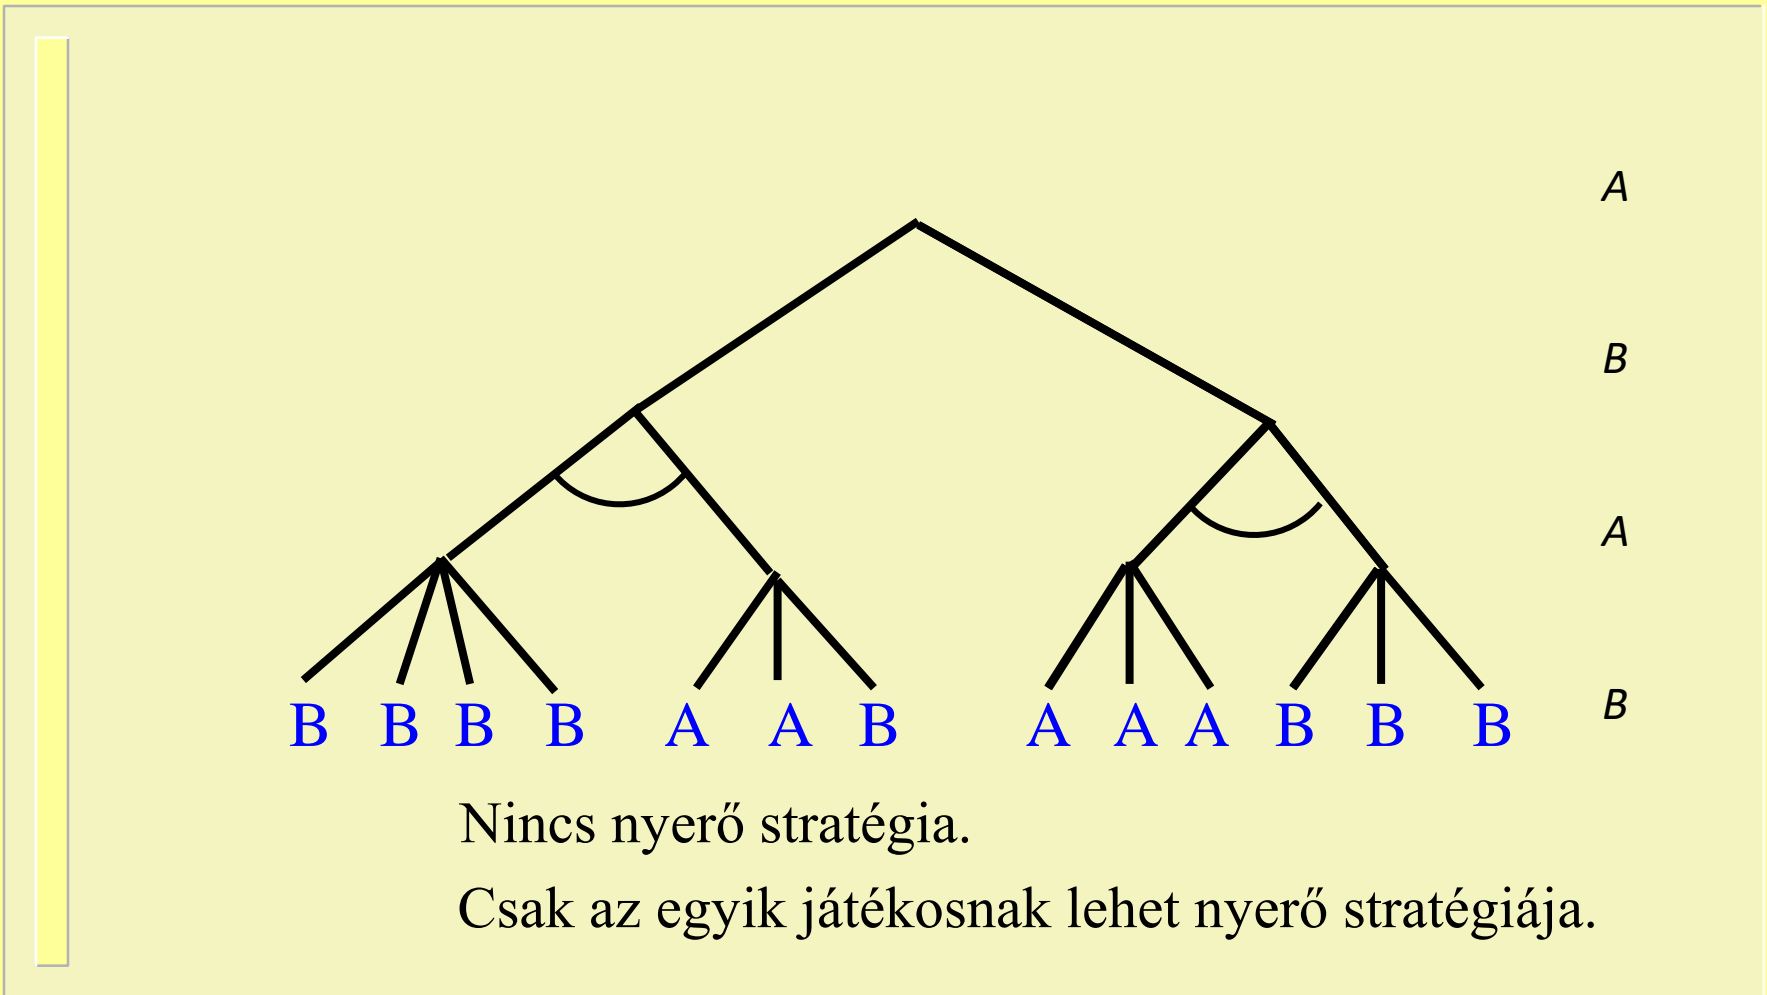 A
B
A
B
B B B B A A B A A A B B B
Nincs nyerő stratégia.
Csak az egyik játékosnak lehet nyerő stratégiája.